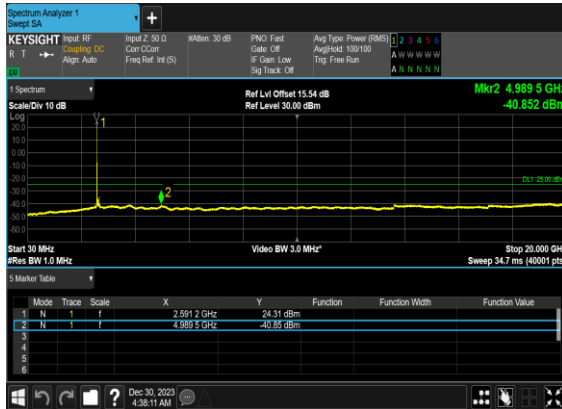 Spectrum Analyzer 1
Swept SA
KEYSIGHT Input: RF Input Z: 50 Ω #Atten: 30 dB PNO: Fast Avg Type: Power (RMS) 1 2 3 4 5 6
R T Coupling: DC Corr CCorr Gate: Off Avg|Hold: 100/100 A W W W W W
Align: Auto Freq Ref: Int (S) IF Gain: Low Trig: Free Run
LXI Sig Track: Off A N N N N N
1 Spectrum Ref Lvl Offset 15.54 dB Mkr2 4.989 5 GHz
Scale/Div 10 dB Ref Level 30.00 dBm -40.852 dBm
Log
20.0 1
10.0
0.00
-10.0
-20.0 DL1 -25.00 dBm
-30.0 2
-40.0
-50.0
-60.0
Start 30 MHz Video BW 3.0 MHz* Stop 20.000 GH
#Res BW 1.0 MHz Sweep 34.7 ms (40001 pts
5 Marker Table
Mode Trace Scale X Y Function Function Width Function Value
1 N 1 f 2.591 2 GHz 24.31 dBm
2 N 1 f 4.989 5 GHz -40.85 dBm
3
4
5
6
? Dec 30, 2023
4:38:11 AM